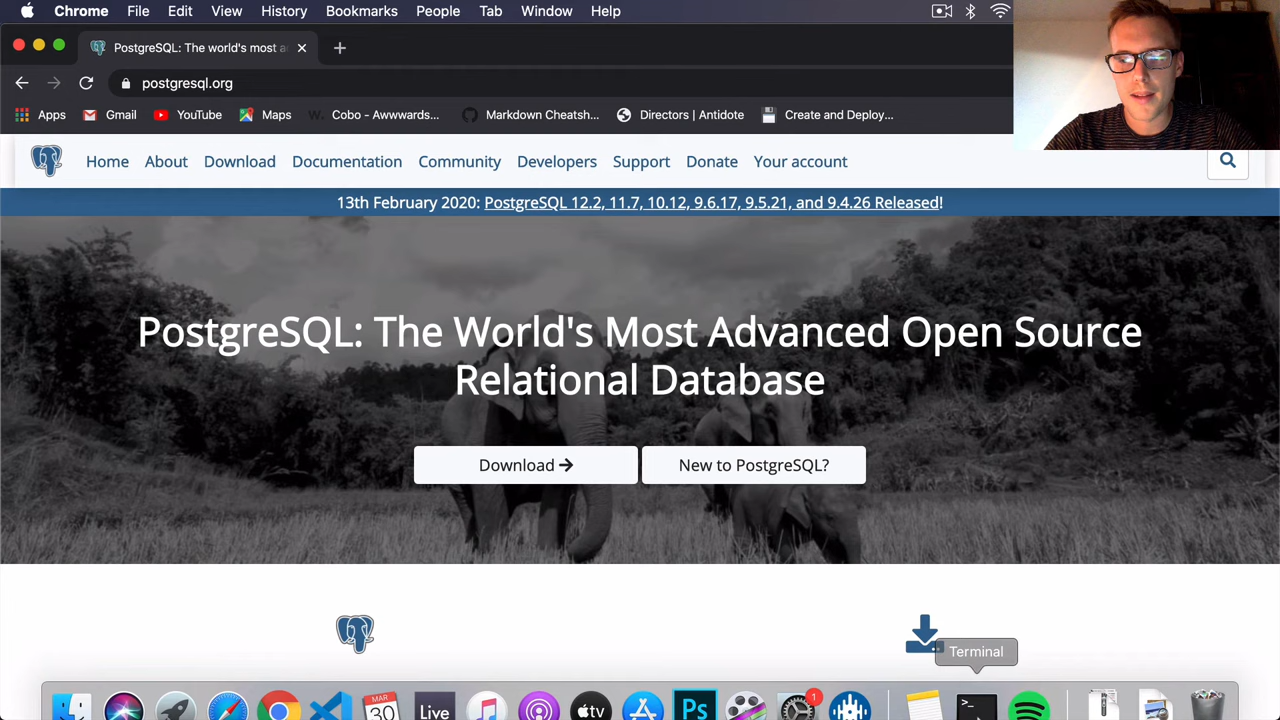 Chrome File Edit View History Bookmarks People Tab Window Help
PostgreSQL: The world's most a
postgresql.org
Apps Gmail YouTube Maps Cobo - Awwwards... Markdown Cheatsh... Directors | Antidote Create and Deploy...
Home About Download Documentation Community Developers Support Donate Your account
13th February 2020: PostgreSQL 12.2, 11.7, 10.12, 9.6.17, 9.5.21, and 9.4.26 Released!
PostgreSQL: The World's Most Advanced Open Source
Relational Database
Download → New to PostgreSQL?
Terminal
MAR
30
Live
tv
Ps
1
>_